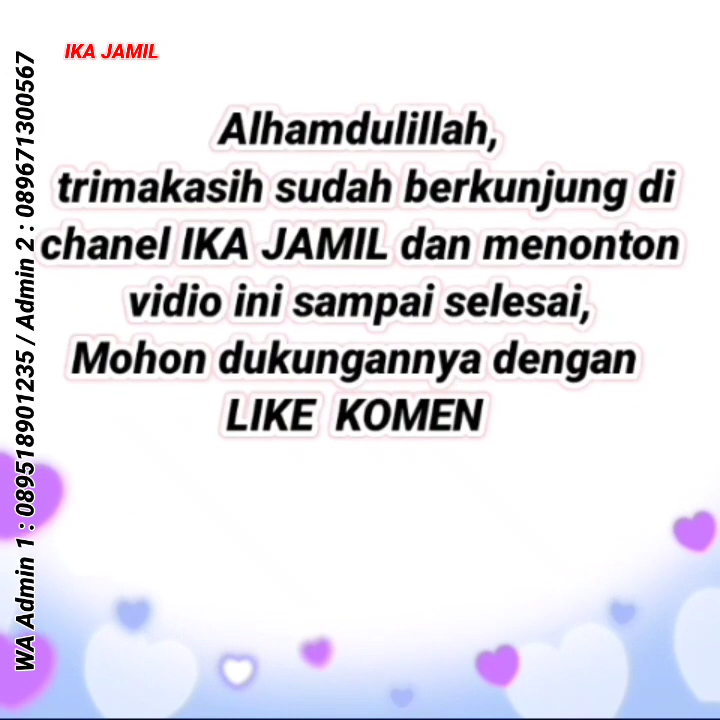 IKA JAMIL
Alhamdulillah,
trimakasih sudah berkunjung di
chanel IKA JAMIL dan menonton
vidio ini sampai selesai,
Mohon dukungannya dengan
LIKE KOMEN
WA Admin 1 : 089518901235 / Admin 2 : 089671300567